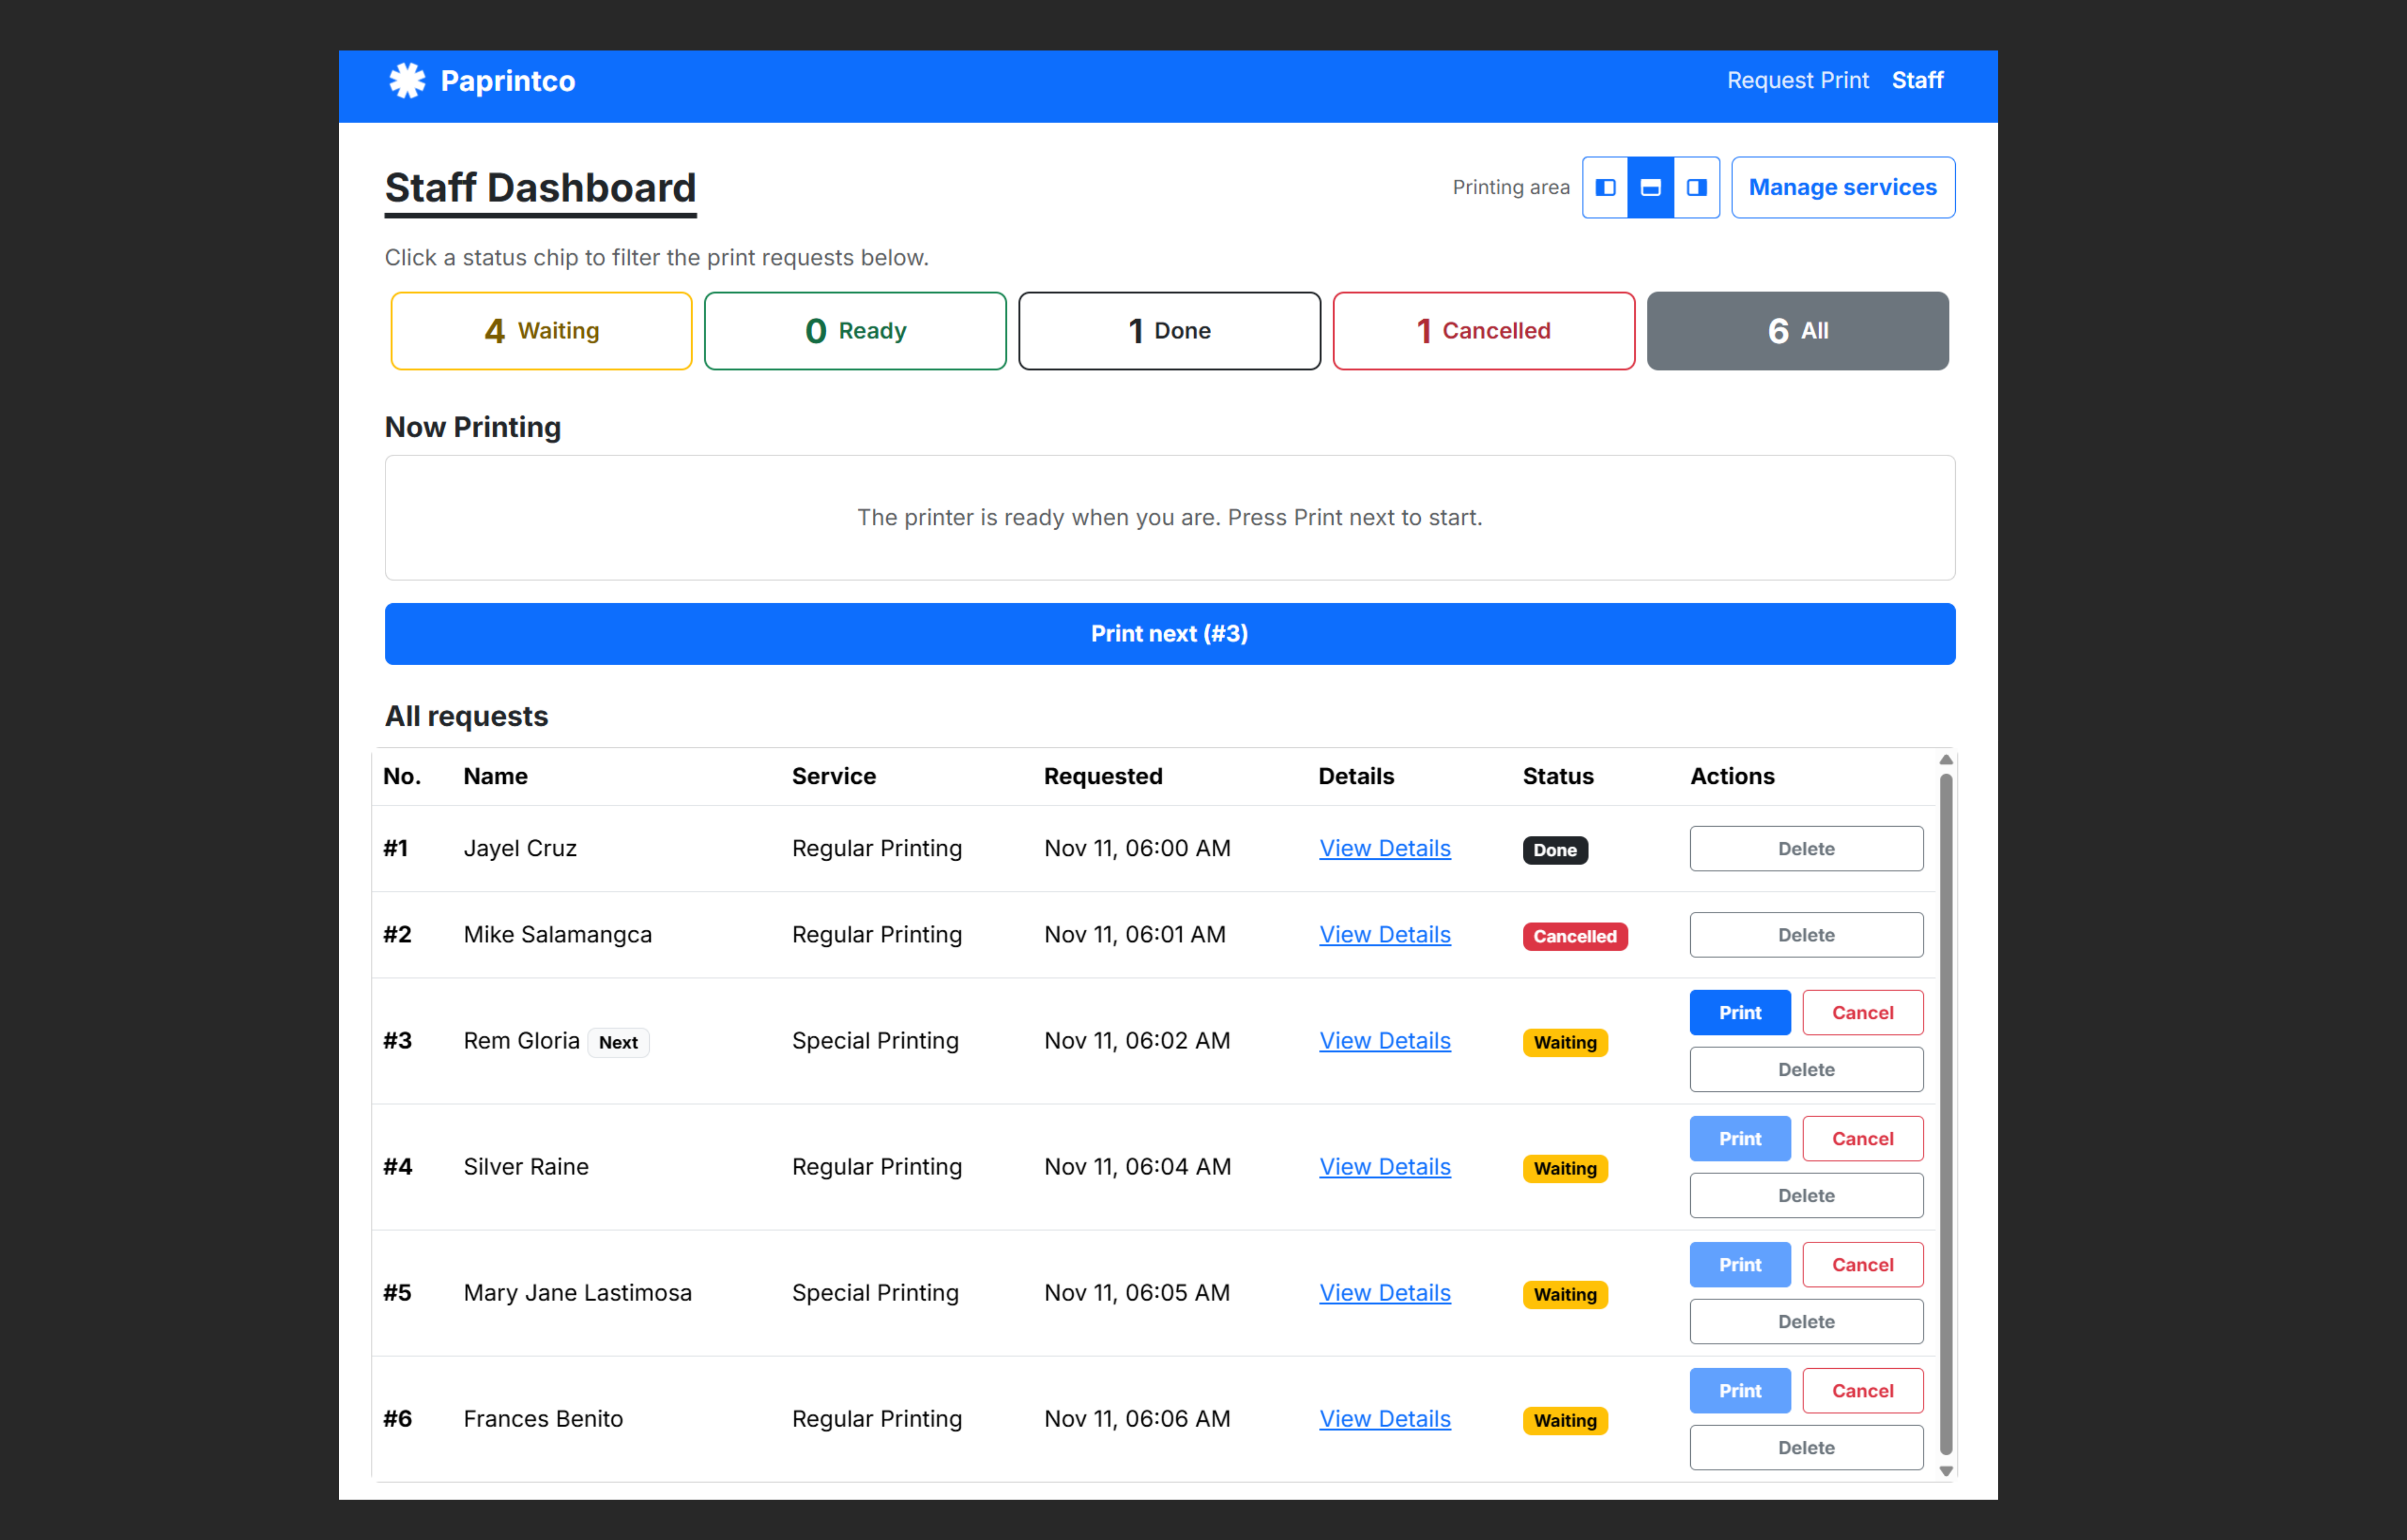 Paprintco Request Print Staff
Staff Dashboard Printing area Manage services
Click a status chip to filter the print requests below.
4 Waiting 0 Ready 1 Done 1 Cancelled 6 All
Now Printing
The printer is ready when you are. Press Print next to start.
Print next (#3)
All requests
No. Name Service Requested Details Status Actions
#1 Jayel Cruz Regular Printing Nov 11, 06:00 AM View Details Done Delete
#2 Mike Salamangca Regular Printing Nov 11, 06:01 AM View Details Cancelled Delete
#3 Rem Gloria Next Special Printing Nov 11, 06:02 AM View Details Waiting Print Cancel
Delete
#4 Silver Raine Regular Printing Nov 11, 06:04 AM View Details Waiting Print Cancel
Delete
#5 Mary Jane Lastimosa Special Printing Nov 11, 06:05 AM View Details Waiting Print Cancel
Delete
#6 Frances Benito Regular Printing Nov 11, 06:06 AM View Details Waiting Print Cancel
Delete